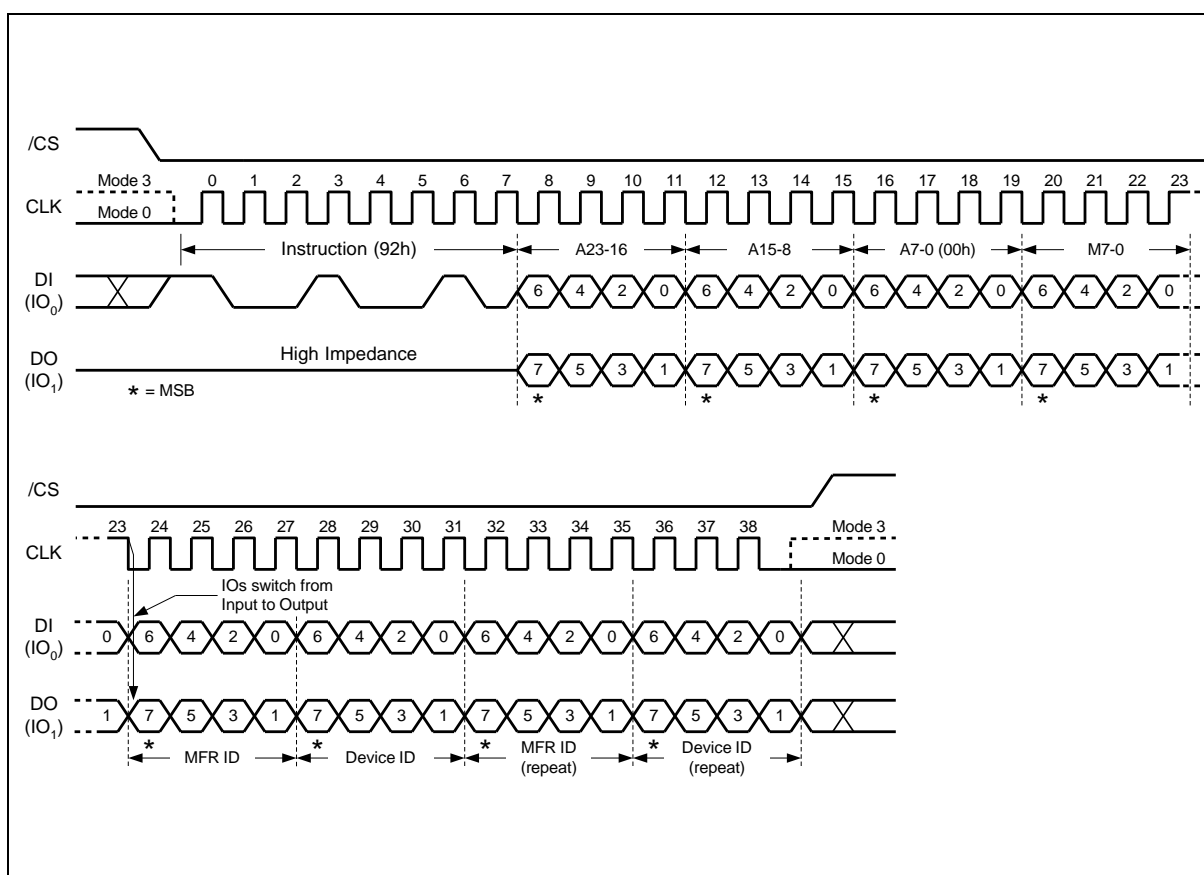 /CS
Mode 3 0 1 2 3 4 5 6 7 8 9 10 11 12 13 14 15 16 17 18 19 20 21 22 23
CLK
Mode 0
Instruction (92h) A23-16 A15-8 A7-0 (00h) M7-0
DI
(IO0)
6 4 2 0 6 4 2 0 6 4 2 0 6 4 2 0
High Impedance
DO
(IO1)
7 5 3 1 7 5 3 1 7 5 3 1 7 5 3 1
* = MSB
* * * *
/CS
23 24 25 26 27 28 29 30 31 32 33 34 35 36 37 38 Mode 3
CLK
Mode 0
IOs switch from
Input to Output
DI
(IO0)
0 6 4 2 0 6 4 2 0 6 4 2 0 6 4 2 0
DO
(IO1)
1 7 5 3 1 7 5 3 1 7 5 3 1 7 5 3 1
* * * *
MFR ID Device ID MFR ID
(repeat) Device ID
(repeat)